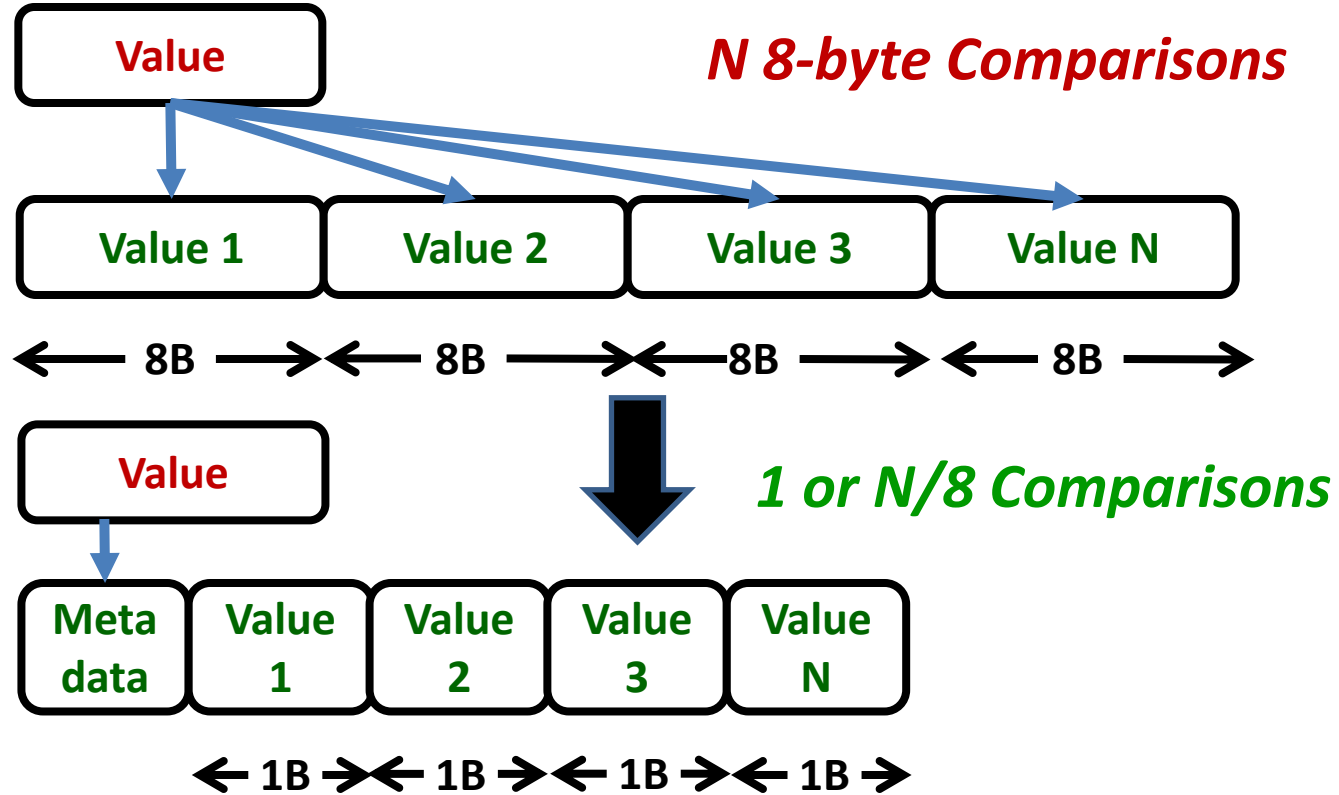 Value
N 8-byte Comparisons
Value 1 Value 2 Value 3 Value N
8B 8B 8B 8B
Value
1 or N/8 Comparisons
Meta data Value 1 Value 2 Value 3 Value N
1B 1B 1B 1B